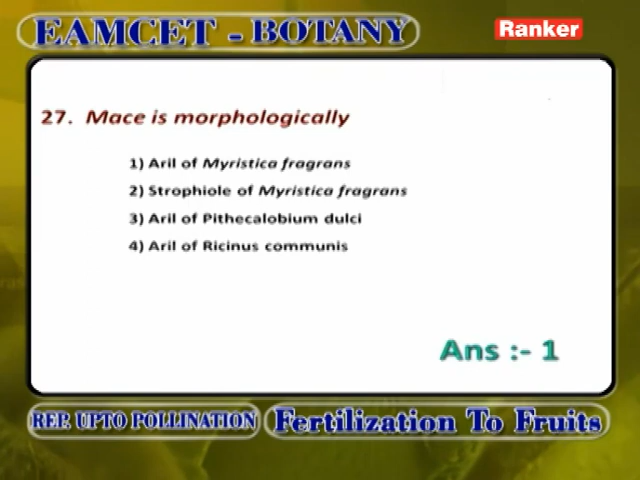 EAMCET - BOTANY
Ranker
27. Mace is morphologically
1) Aril of Myristica fragrans
2) Strophiole of Myristica fragrans
3) Aril of Pithecalobium dulci
4) Aril of Ricinus communis
Ans :- 1
REF. UPTO POLLINATION
Fertilization To Fruits